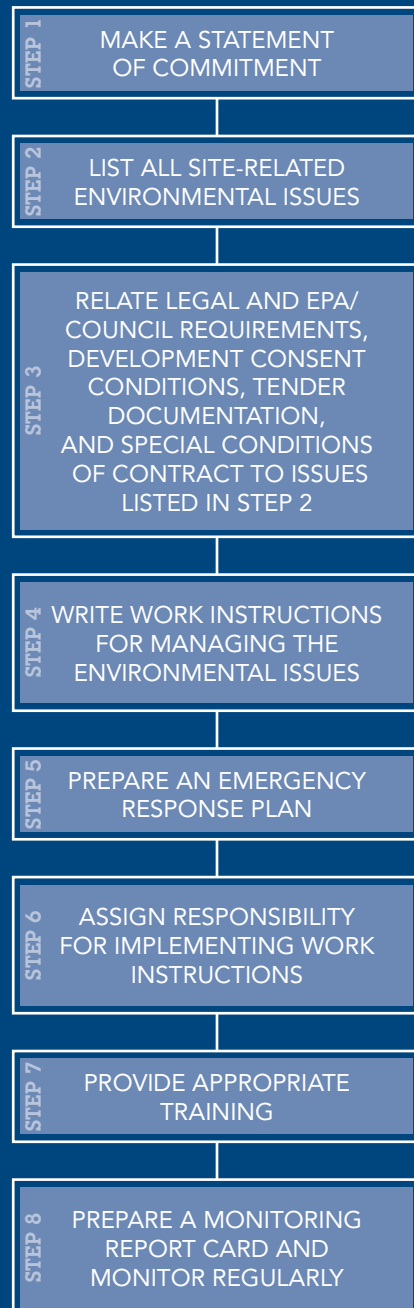 STEP 1
MAKE A STATEMENT
OF COMMITMENT
STEP 2
LIST ALL SITE-RELATED
ENVIRONMENTAL ISSUES
STEP 3
RELATE LEGAL AND EPA/
COUNCIL REQUIREMENTS,
DEVELOPMENT CONSENT
CONDITIONS, TENDER
DOCUMENTATION,
AND SPECIAL CONDITIONS
OF CONTRACT TO ISSUES
LISTED IN STEP 2
STEP 4
WRITE WORK INSTRUCTIONS
FOR MANAGING THE
ENVIRONMENTAL ISSUES
STEP 5
PREPARE AN EMERGENCY
RESPONSE PLAN
STEP 6
ASSIGN RESPONSIBILITY
FOR IMPLEMENTING WORK
INSTRUCTIONS
STEP 7
PROVIDE APPROPRIATE
TRAINING
STEP 8
PREPARE A MONITORING
REPORT CARD AND
MONITOR REGULARLY